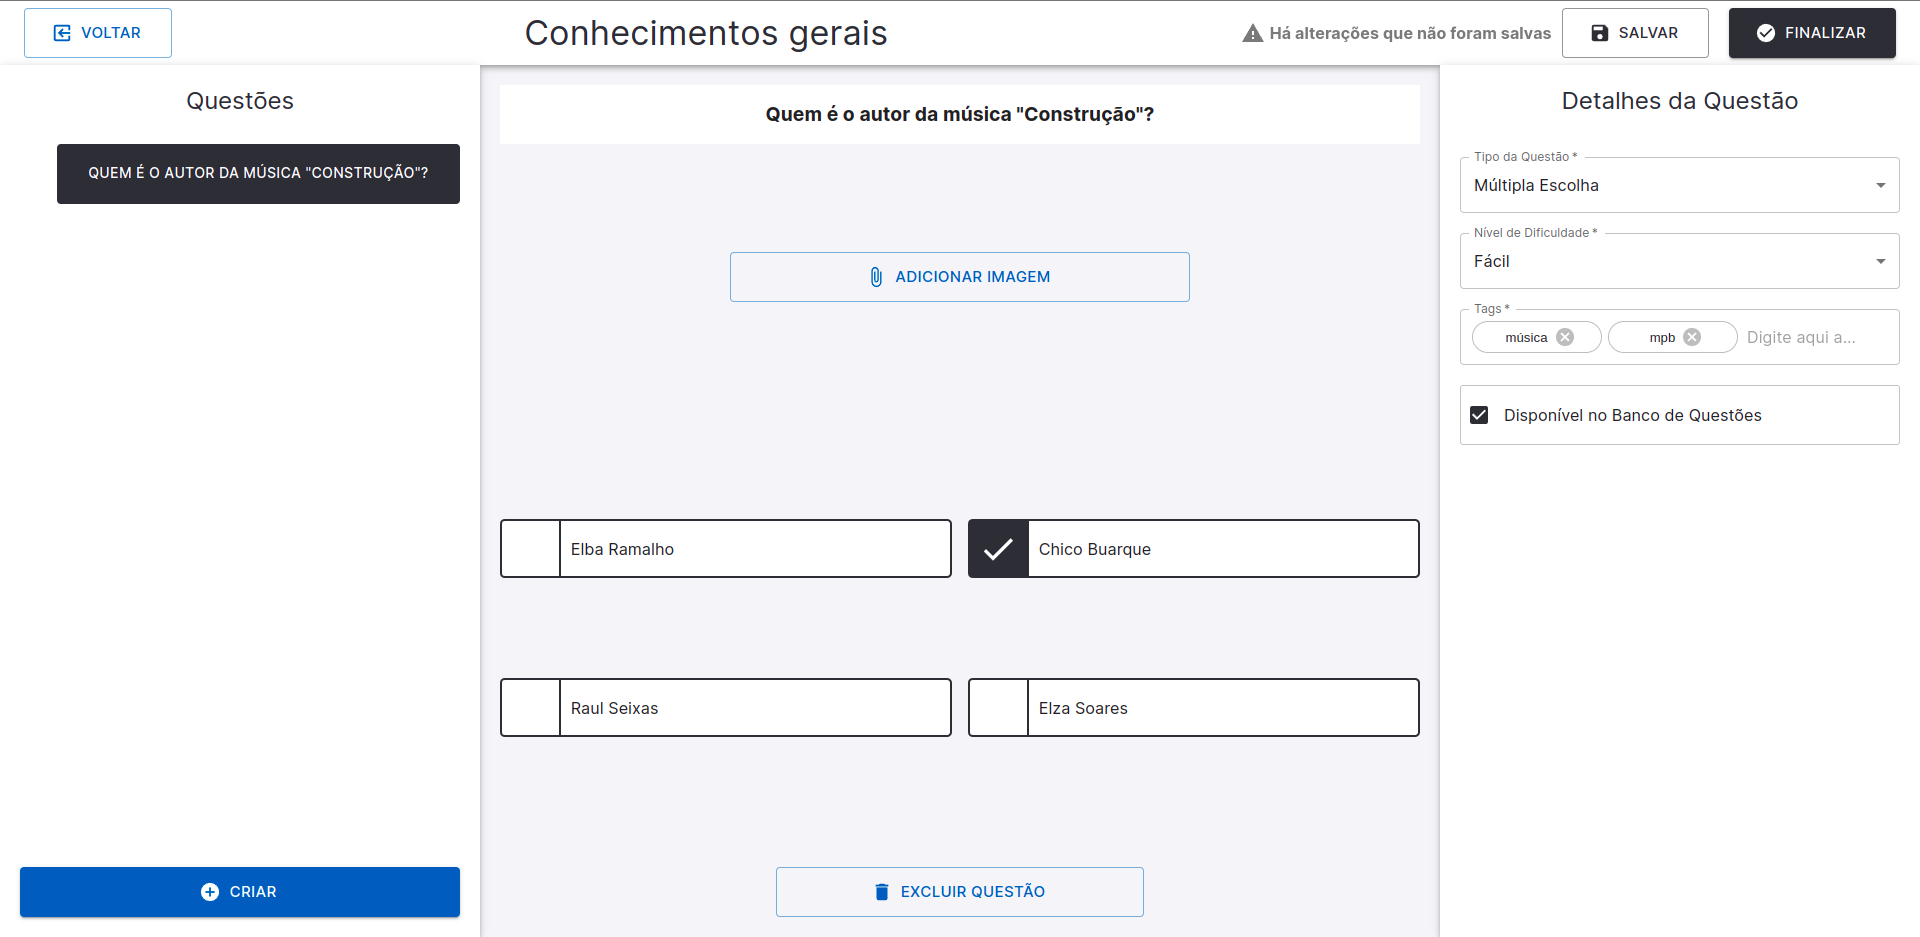 VOLTAR
Conhecimentos gerais
Há alterações que não foram salvas
SALVAR
FINALIZAR
Questões
QUEM É O AUTOR DA MÚSICA "CONSTRUÇÃO"?
CRIAR
Quem é o autor da música "Construção"?
ADICIONAR IMAGEM
Elba Ramalho
Chico Buarque
Raul Seixas
Elza Soares
EXCLUIR QUESTÃO
Detalhes da Questão
Tipo da Questão *
Múltipla Escolha
Nível de Dificuldade *
Fácil
Tags *
música
mpb
Digite aqui a...
Disponível no Banco de Questões